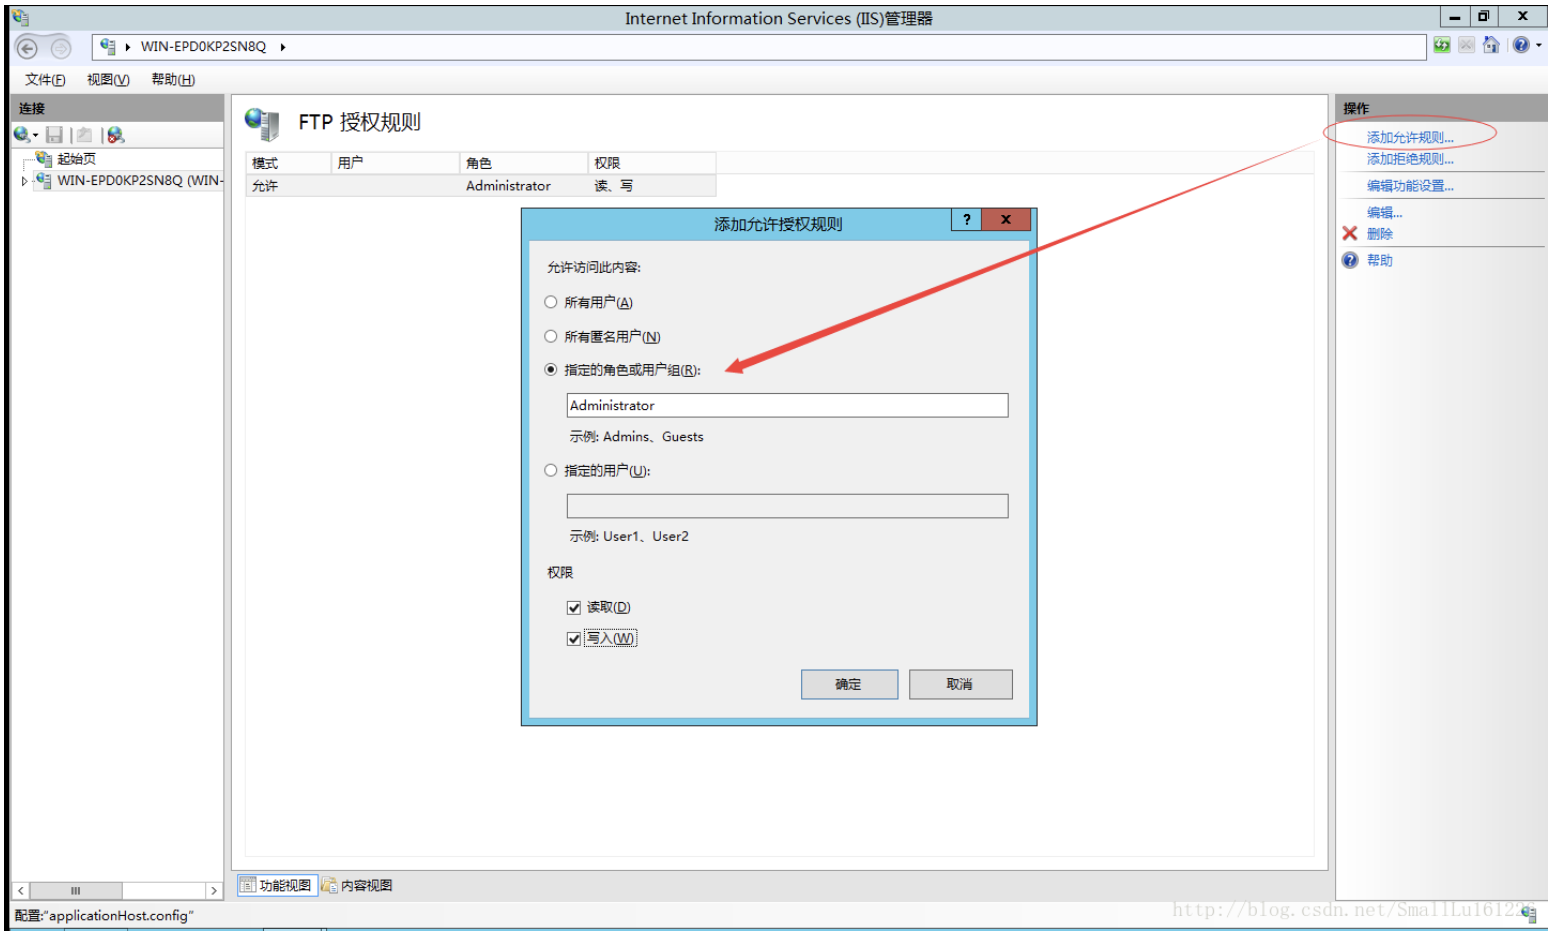 Internet Information Services (IIS)管理器
WIN-EPD0KP2SN8Q
文件(F) 视图(V) 帮助(H)
连接
起始页
WIN-EPD0KP2SN8Q (WIN-
FTP 授权规则
模式 用户 角色 权限
允许 Administrator 读、写
添加允许授权规则
允许访问此内容:
所有用户(A)
所有匿名用户(N)
指定的角色或用户组(R):
Administrator
示例: Admins、Guests
指定的用户(U):
示例: User1、User2
权限
读取(D)
写入(W)
确定 取消
操作
添加允许规则...
添加拒绝规则...
编辑功能设置...
编辑...
删除
帮助
功能视图 内容视图
配置:"applicationHost.config"